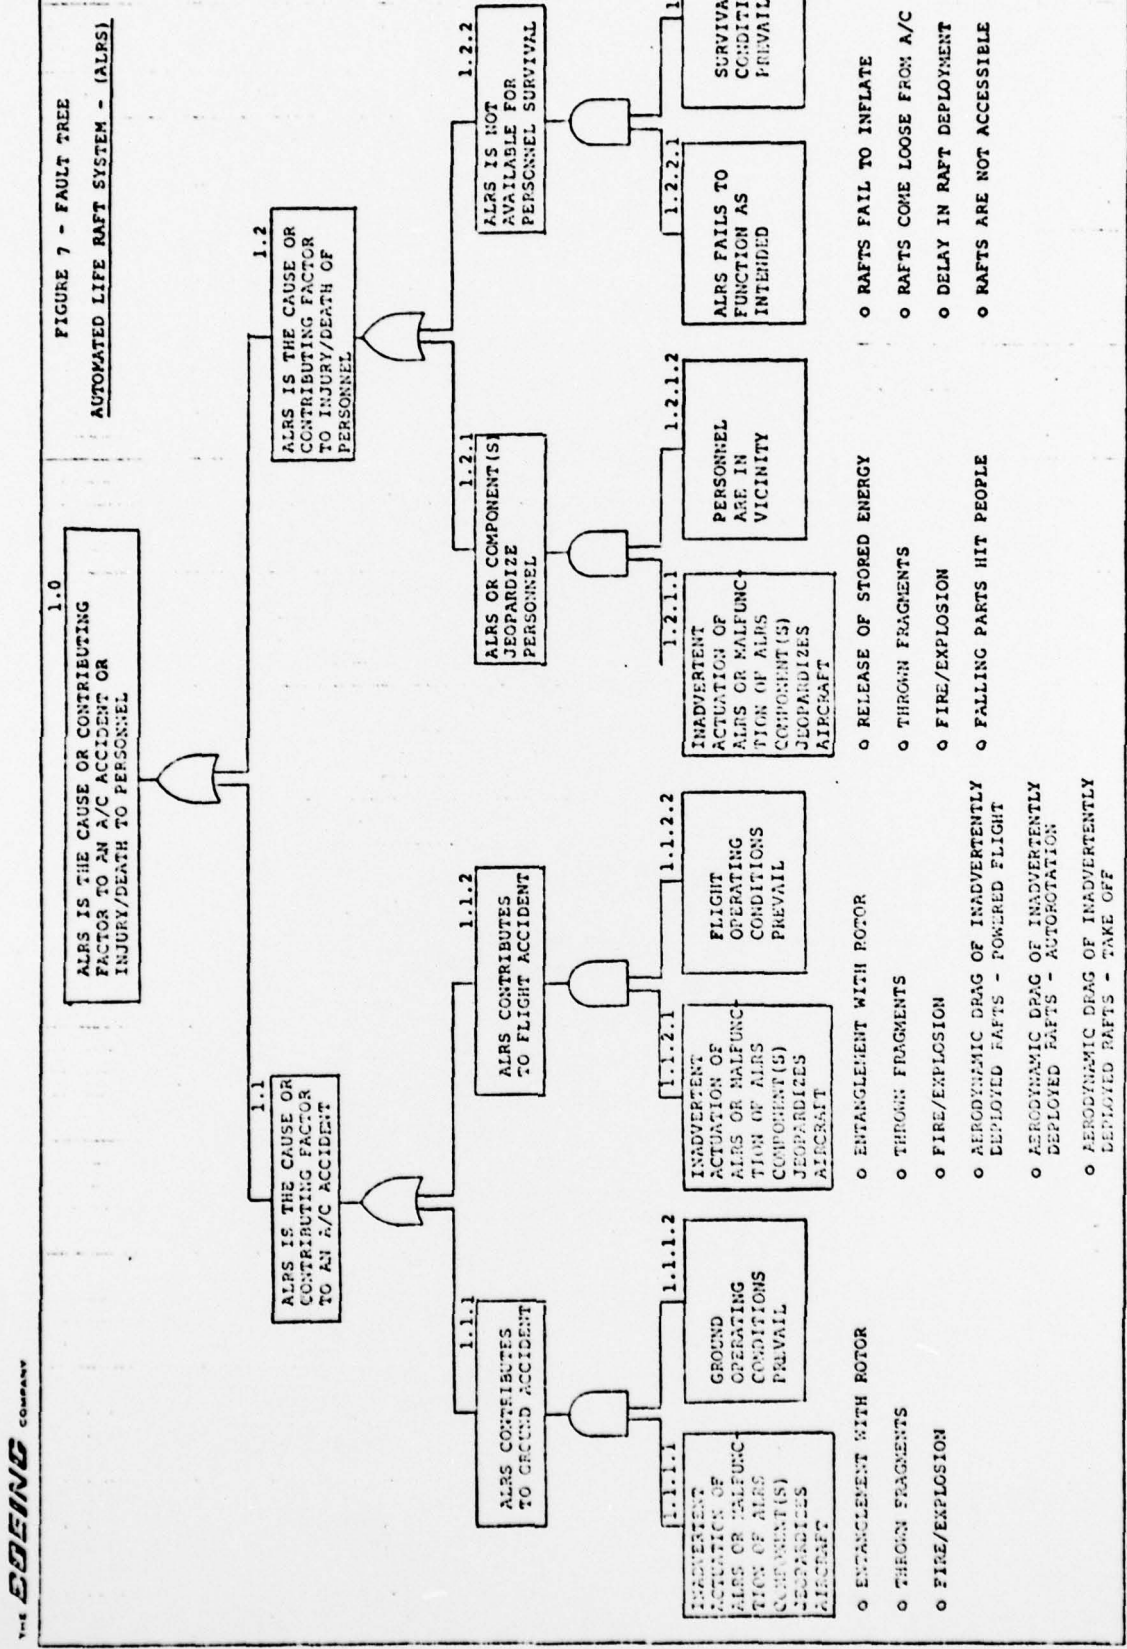 THE BOEING COMPANY
FIGURE 7 - FAULT TREE
AUTOMATED LIFE RAFT SYSTEM - (ALRS)
1.0
ALRS IS THE CAUSE OR CONTRIBUTING
FACTOR TO AN A/C ACCIDENT OR
INJURY/DEATH TO PERSONNEL
1.1
ALRS IS THE CAUSE OR
CONTRIBUTING FACTOR
TO AN A/C ACCIDENT
1.2
ALRS IS THE CAUSE OR
CONTRIBUTING FACTOR
TO INJURY/DEATH OF
PERSONNEL
1.1.1
ALRS CONTRIBUTES
TO GROUND ACCIDENT
1.1.2
ALRS CONTRIBUTES
TO FLIGHT ACCIDENT
1.2.1
ALRS OR COMPONENT(S)
JEOPARDIZE
PERSONNEL
1.2.2
ALRS IS NOT
AVAILABLE FOR
PERSONNEL SURVIVAL
1.1.1.1
INADVERTENT
ACTUATION OF
ALRS OR MALFUNC-
TION OF ALRS
COMPONENT(S)
JEOPARDIZES
AIRCRAFT
1.1.1.2
GROUND
OPERATING
CONDITIONS
PREVAIL
1.1.2.1
INADVERTENT
ACTUATION OF
ALRS OR MALFUNC-
TION OF ALRS
COMPONENT(S)
JEOPARDIZES
AIRCRAFT
1.1.2.2
FLIGHT
OPERATING
CONDITIONS
PREVAIL
1.2.1.1
INADVERTENT
ACTUATION OF
ALRS OR MALFUNC-
TION OF ALRS
COMPONENT(S)
JEOPARDIZES
AIRCRAFT
1.2.1.2
PERSONNEL
ARE IN
VICINITY
1.2.2.1
ALRS FAILS TO
FUNCTION AS
INTENDED
1
SURVIVA
CONDITI
PREVAIL
o ENTANGLEMENT WITH ROTOR
o THROWN FRAGMENTS
o FIRE/EXPLOSION
o ENTANGLEMENT WITH ROTOR
o THROWN FRAGMENTS
o FIRE/EXPLOSION
o AERODYNAMIC DRAG OF INADVERTENTLY
DEPLOYED RAFTS - POWERED FLIGHT
o AERODYNAMIC DRAG OF INADVERTENTLY
DEPLOYED RAFTS - AUTOROTATION
o AERODYNAMIC DRAG OF INADVERTENTLY
DEPLOYED RAFTS - TAKE OFF
o RELEASE OF STORED ENERGY
o THROWN FRAGMENTS
o FIRE/EXPLOSION
o FALLING PARTS HIT PEOPLE
o RAFTS FAIL TO INFLATE
o RAFTS COME LOOSE FROM A/C
o DELAY IN RAFT DEPLOYMENT
o RAFTS ARE NOT ACCESSIBLE